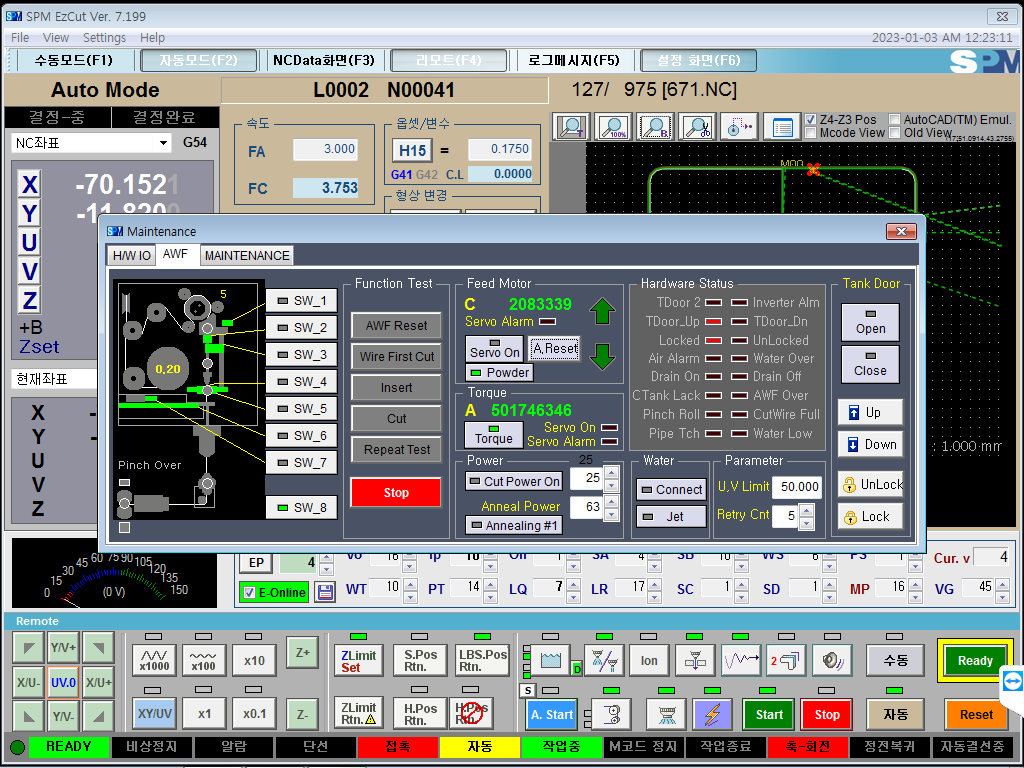 SPM EzCut Ver. 7.199
File View Settings Help
2023-01-03 AM 12:23:11
수동모드(F1) 자동모드(F2) NCData화면(F3) 리모트(F4) 로그메시지(F5) 설정 화면(F6)
SPM
Auto Mode
L0002 N00041
127/ 975 [671.NC]
결정-중 결정완료
NC좌표 G54
속도
FA 3.000
FC 3.753
옵셋/변수
H15 = 0.1750
G41 G42 C.L 0.0000
형상 변경
Z4-Z3 Pos AutoCAD(TM) Emul.
Mcode View Old View
X -70.1521
Y -11.8200
U
V
Z
+B
Zset
현재좌표
X -
Y -
U
V
Z
M00
: 1.000 mm
Maintenance
H/W IO AWF MAINTENANCE
5
0,20
Pinch Over
SW_1
SW_2
SW_3
SW_4
SW_5
SW_6
SW_7
SW_8
Function Test
AWF Reset
Wire First Cut
Insert
Cut
Repeat Test
Stop
Feed Motor
C 2083339
Servo Alarm
Servo On A,Reset
Powder
Torque
A 501746346
Torque Servo On
Servo Alarm
Power 25
Cut Power On 25
Anneal Power 63
Annealing #1
Hardware Status
TDoor 2 Inverter Alm
TDoor_Up TDoor_Dn
Locked UnLocked
Air Alarm Water Over
Drain On Drain Off
CTank Lack AWF Over
Pinch Roll CutWire Full
Pipe Tch Water Low
Water
Connect
Jet
Parameter
U,V Limit 50.000
Retry Cnt 5
Tank Door
Open
Close
Up
Down
UnLock
Lock
0 15 30 45 60 75 90 105 120 135 150
(0 V)
EP 4
E-Online
Vo 16 Ip 10 Off 1 SA 4 SB 10 WS 6 PS 1 Cur. v 4
WT 10 PT 14 LQ 7 LR 17 SC 1 SD 1 MP 16 VG 45
Remote
Y/V+
X/U- UV.0 X/U+
Y/V-
x1000 x100 x10 Z+
XY/UV x1 x0.1 Z-
ZLimit Set S.Pos Rtn. LBS.Pos Rtn.
ZLimit Rtn. H.Pos Rtn. H.Pos Rtn.
D
S
Ion
2
수동 Ready
A. Start Start Stop 자동 Reset
READY 비상정지 알람 단선 접촉 자동 작업중 M코드 정지 작업종료 축-회전 정전복귀 자동결선중